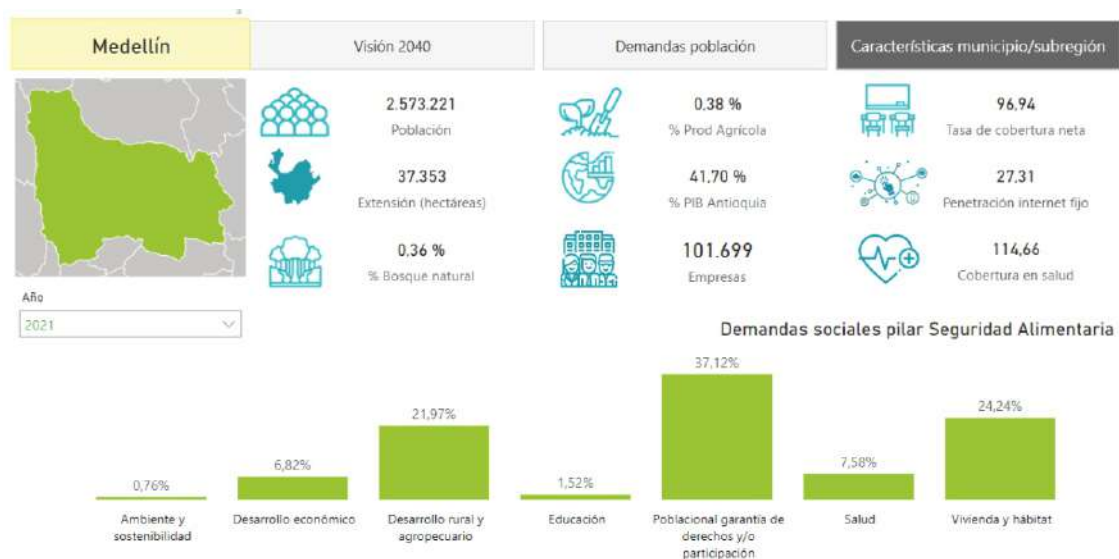 Medellín
Visión 2040
Demandas población
Características municipio/subregión
2.573.221
Población
0.38 %
% Prod Agrícola
96,94
Tasa de cobertura neta
37.353
Extensión (hectáreas)
41,70 %
% PIB Antioquia
27,31
Penetración internet fijo
0,36 %
% Bosque natural
101.699
Empresas
114,66
Cobertura en salud
Año
2021
Demandas sociales pilar Seguridad Alimentaria
0,76%
6,82%
21,97%
1,52%
37,12%
7,58%
24,24%
Ambiente y
sostenibilidad
Desarrollo económico
Desarrollo rural y
agropecuario
Educación
Poblacional garantía de
derechos y/o
participación
Salud
Vivienda y hábitat